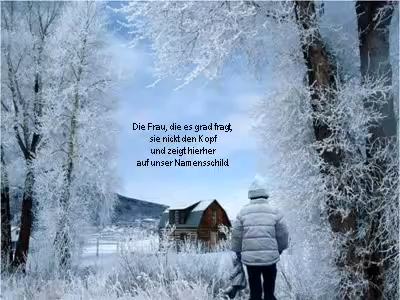 Die Frau, die es grad fragt,
sie nickt den Kopf
und zeigt hierher
auf unser Namensschild.